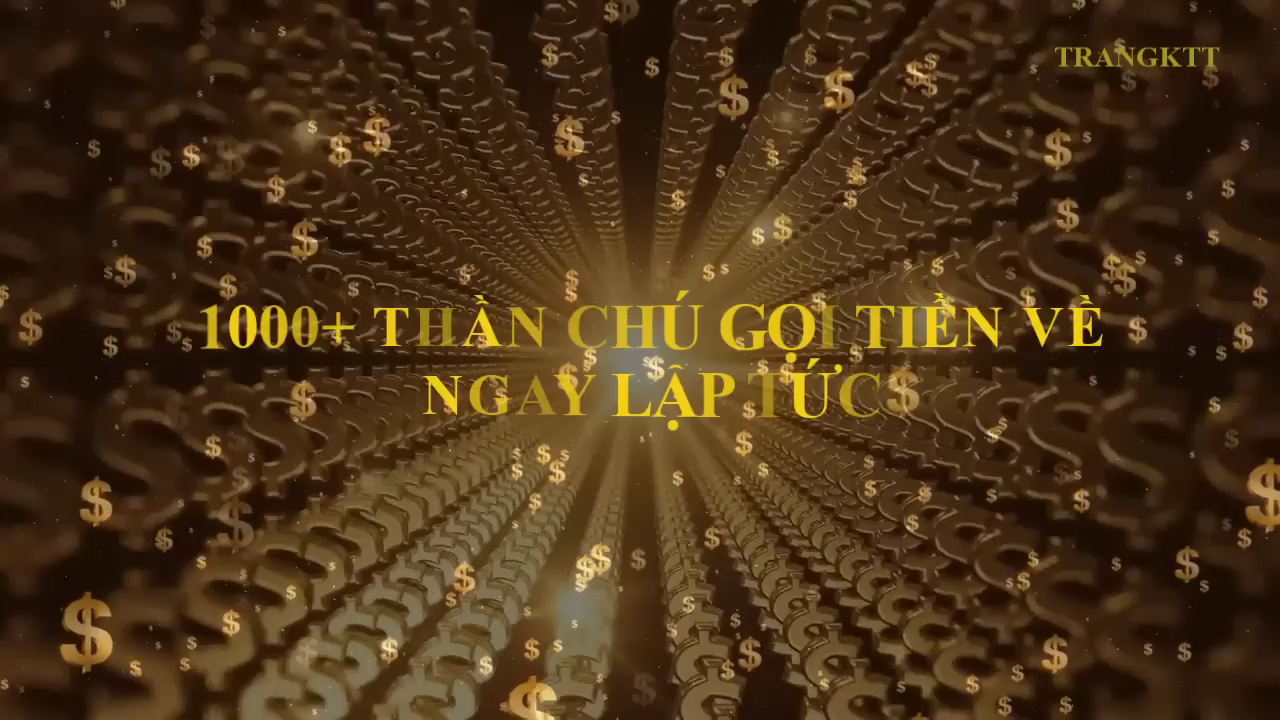 TRANGKTT
1000+ THẦN CHÚ GỌI TIỀN VỀ
NGAY LẬP TỨC